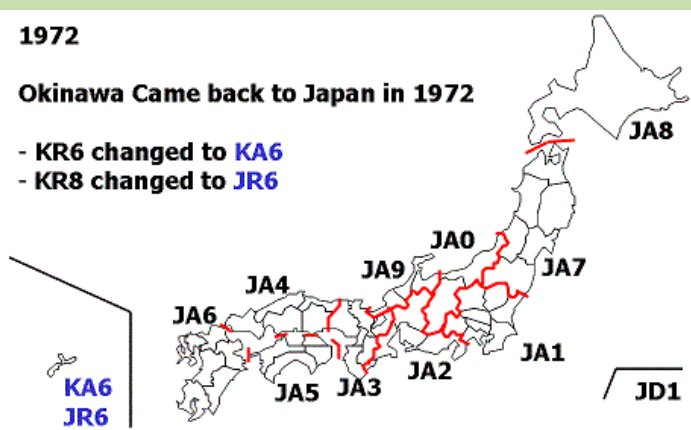 1972
Okinawa Came back to Japan in 1972
- KR6 changed to KA6
- KR8 changed to JR6
JA8
JA0
JA9
JA7
JA4
JA6
JA1
JA2
JA5
JA3
KA6
JR6
JD1